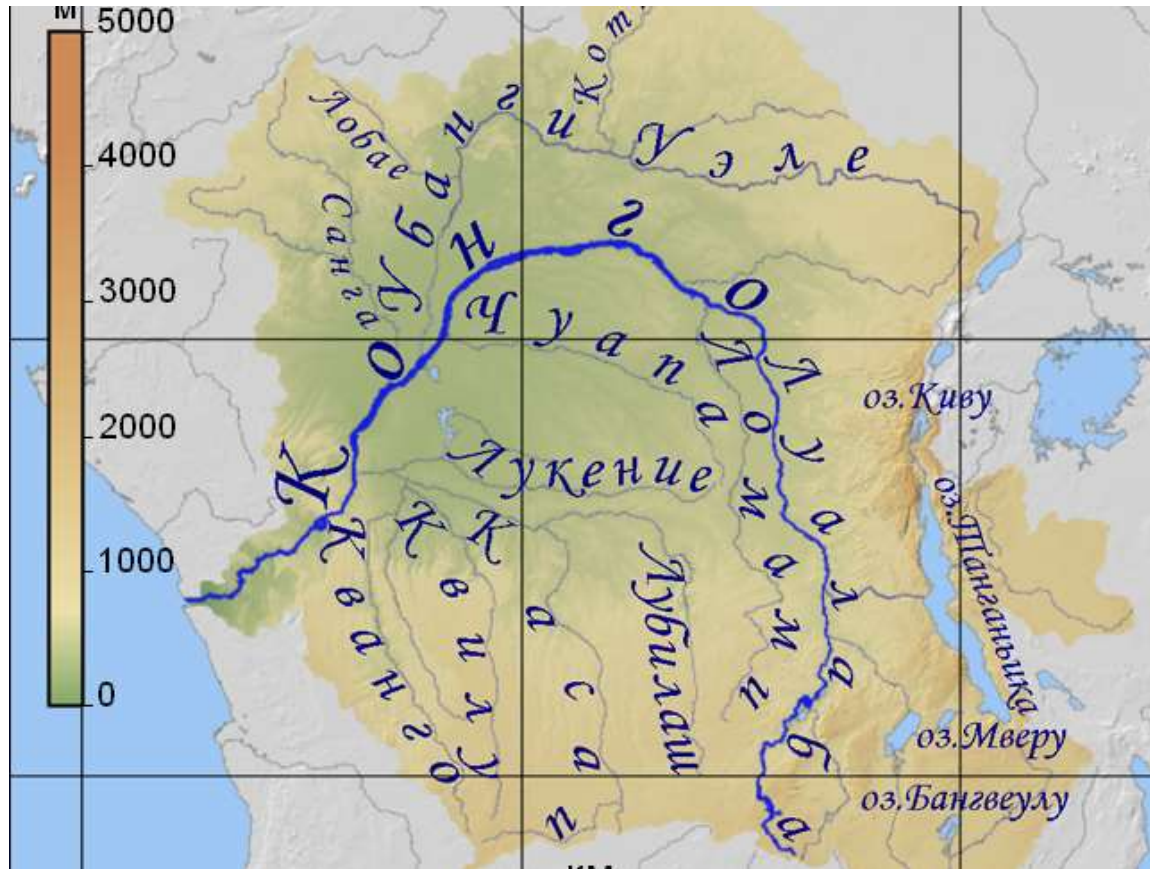 м
5000
4000
3000
2000
1000
0
Кот
Уэле
Убанги
Лобае
Санга
Конго
Чуапа
Луалаба
Ломами
оз.Киву
Лукение
оз.Танганьика
Кванго
Квилу
Касаи
Лубилаш
оз.Мверу
оз.Бангвеулу
км